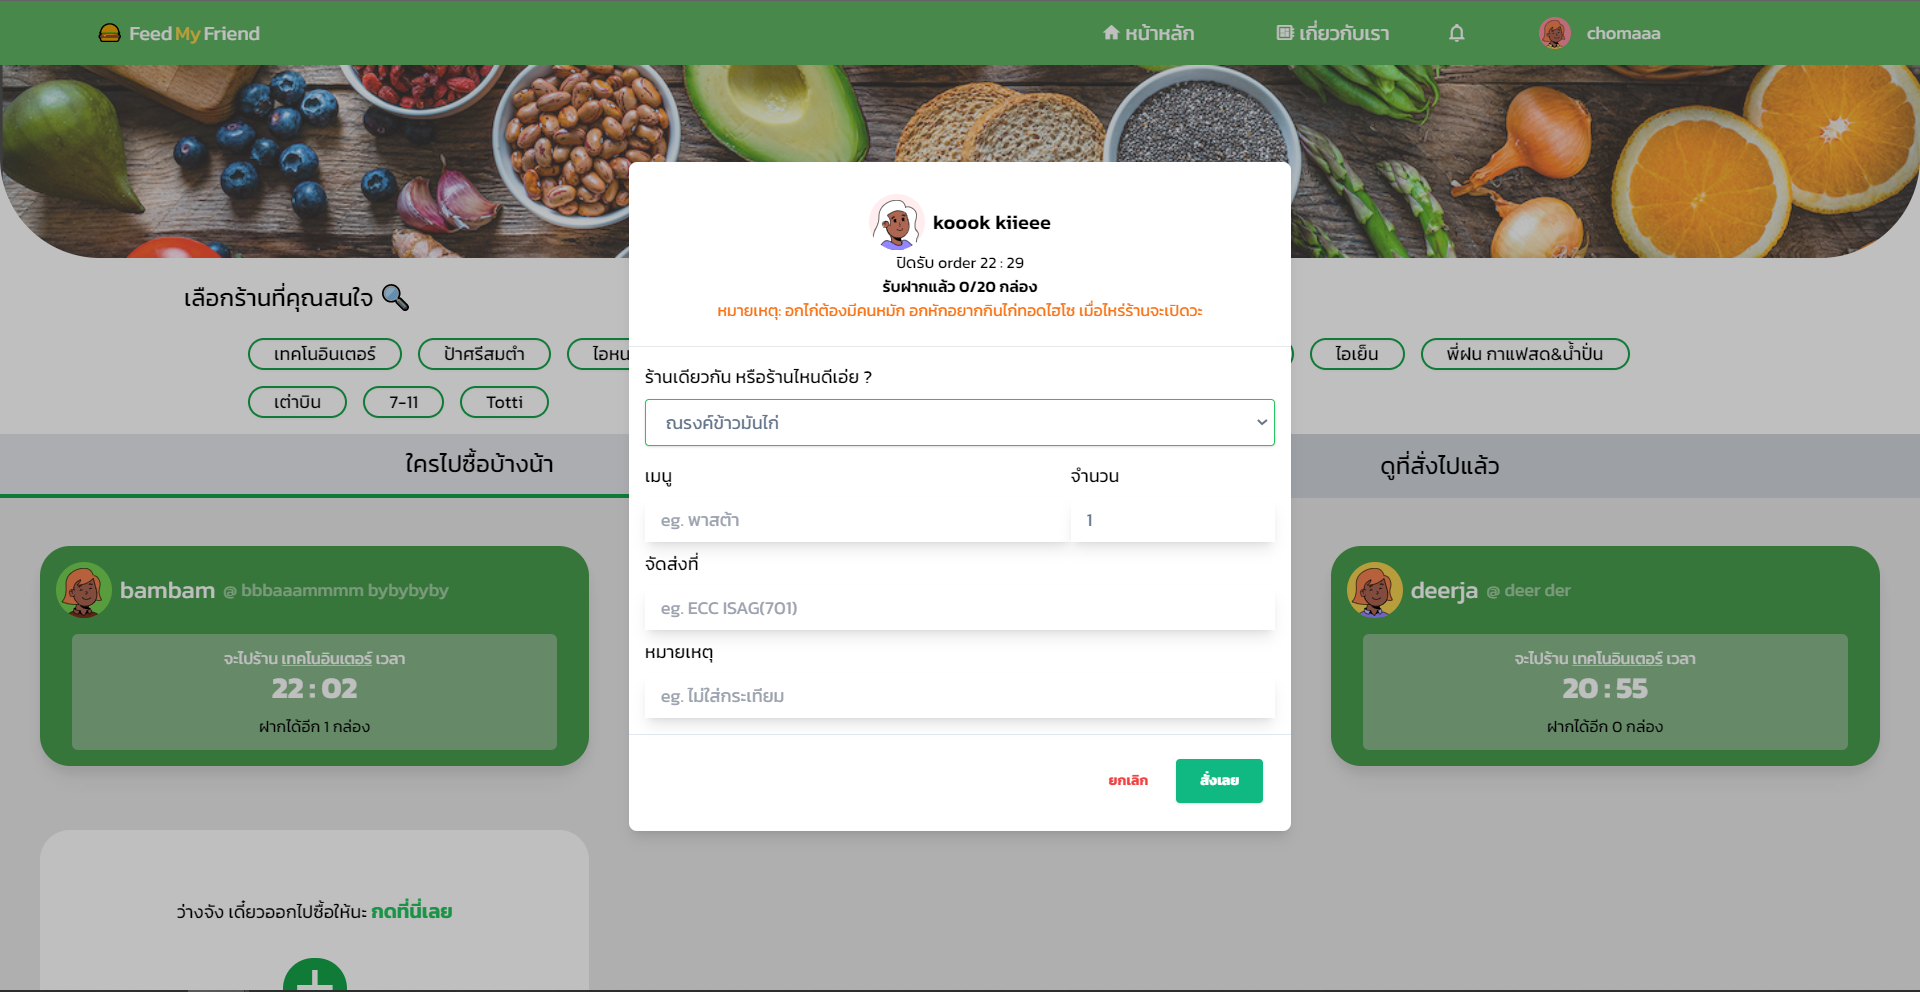 Feed My Friend
หน้าหลัก
เกี่ยวกับเรา
chomaaa
koook kiieee
ปิดรับ order 22 : 29
รับฝากแล้ว 0/20 กล่อง
หมายเหตุ: อกไก่ต้องมีคนหมัก อกหักอยากกินไก่ทอดไฮโซ เมื่อไหร่ร้านจะเปิดวะ
เลือกร้านที่คุณสนใจ
เทคโนอินเตอร์
ป้าศรีสมตำ
ไอหน
ไอเย็น
พี่ฝน กาแฟสด&น้ำปั่น
เต่าบิน
7-11
Totti
ร้านเดียวกัน หรือร้านไหนดีเอ่ย ?
ณรงค์ข้าวมันไก่
ใครไปซื้อบ้างน้า
ดูที่สั่งไปแล้ว
เมนู
จำนวน
eg. พาสต้า
1
จัดส่งที่
eg. ECC ISAG(701)
หมายเหตุ
eg. ไม่ใส่กระเทียม
ยกเลิก
สั่งเลย
bambam @ bbbaaammmm bybybyby
จะไปร้าน เทคโนอินเตอร์ เวลา
22 : 02
ฝากได้อีก 1 กล่อง
deerja @ deer der
จะไปร้าน เทคโนอินเตอร์ เวลา
20 : 55
ฝากได้อีก 0 กล่อง
ว่างจัง เดี๋ยวออกไปซื้อให้นะ กดที่นี่เลย